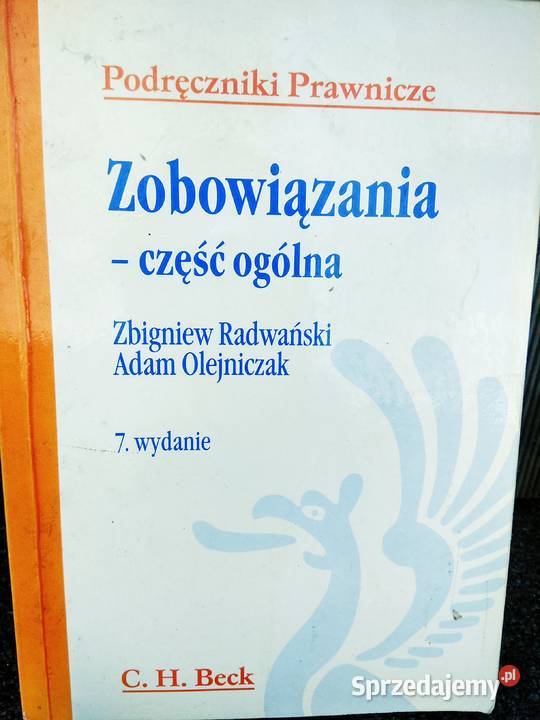 Podręczniki Prawnicze
Zobowiązania
– część ogólna
Zbigniew Radwański
Adam Olejniczak
7. wydanie
C. H. Beck
Sprzedajemy.pl